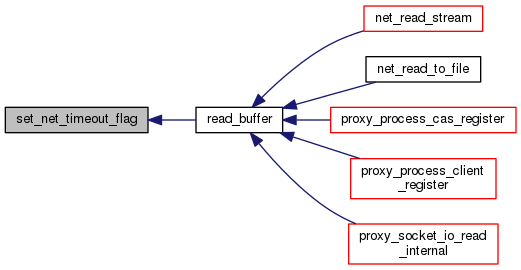 net_read_stream
net_read_to_file
set_net_timeout_flag
read_buffer
proxy_process_cas_register
proxy_process_client
_register
proxy_socket_io_read
_internal